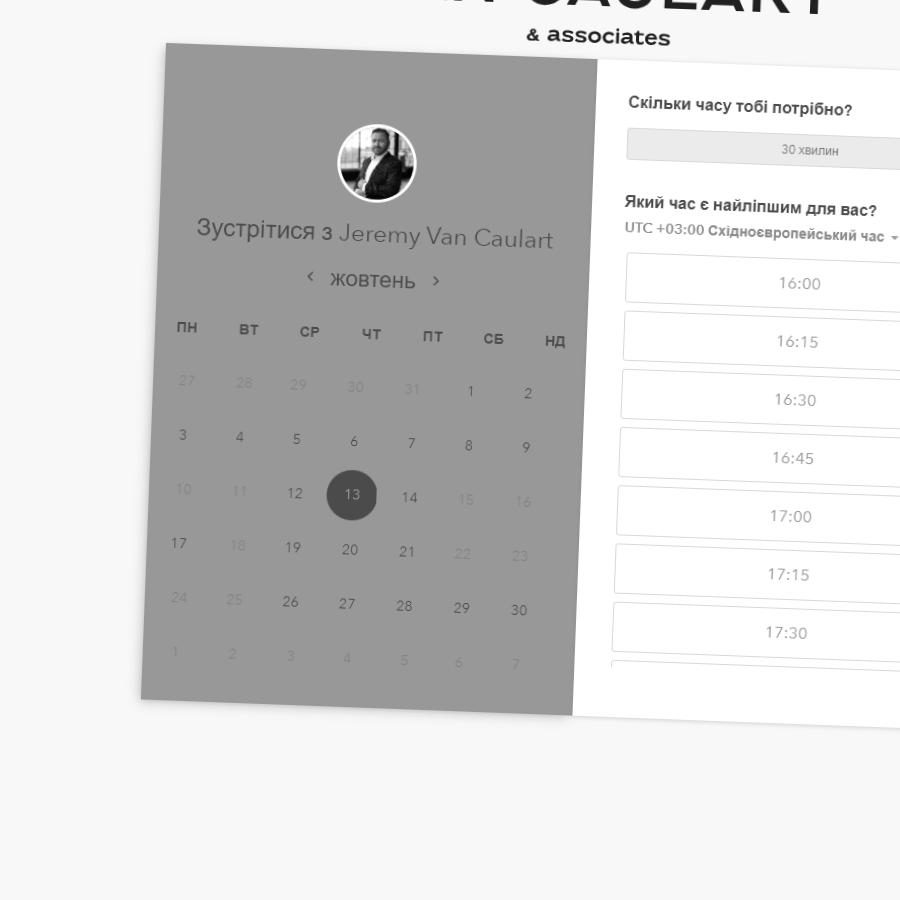 CAULART
& associates
Зустрітися з Jeremy Van Caulart
жовтень
ПН ВТ СР ЧТ ПТ СБ НД
27 28 29 30 31 1 2
3 4 5 6 7 8 9
10 11 12 13 14 15 16
17 18 19 20 21 22 23
24 25 26 27 28 29 30
1 2 3 4 5 6 7
Скільки часу тобі потрібно?
30 хвилин
Який час є найліпшим для вас?
UTC +03:00 Східноєвропейський час
16:00
16:15
16:30
16:45
17:00
17:15
17:30